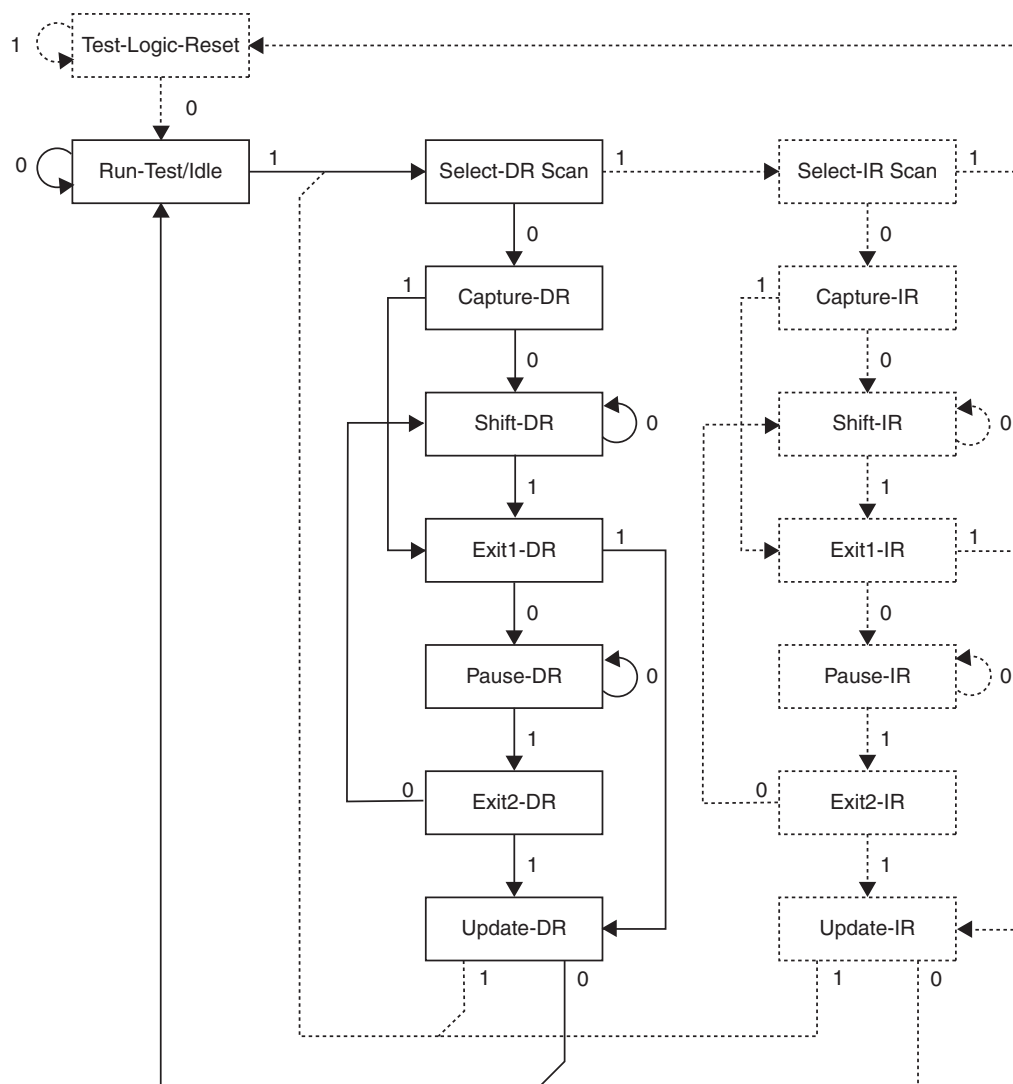 1
Test-Logic-Reset
0
0
Run-Test/Idle
1
Select-DR Scan
1
Select-IR Scan
1
0
0
1
Capture-DR
1
Capture-IR
0
0
Shift-DR
0
Shift-IR
0
1
1
Exit1-DR
1
Exit1-IR
1
0
0
Pause-DR
0
Pause-IR
0
1
1
0
Exit2-DR
0
Exit2-IR
1
1
Update-DR
Update-IR
1
0
1
0